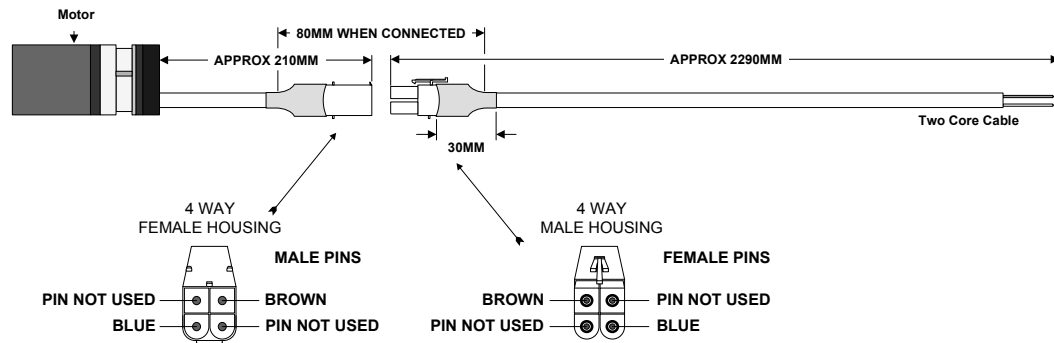 Motor
80MM WHEN CONNECTED
APPROX 210MM
APPROX 2290MM
Two Core Cable
30MM
4 WAY
FEMALE HOUSING
MALE PINS
PIN NOT USED
BROWN
BLUE
PIN NOT USED
4 WAY
MALE HOUSING
FEMALE PINS
BROWN
PIN NOT USED
PIN NOT USED
BLUE